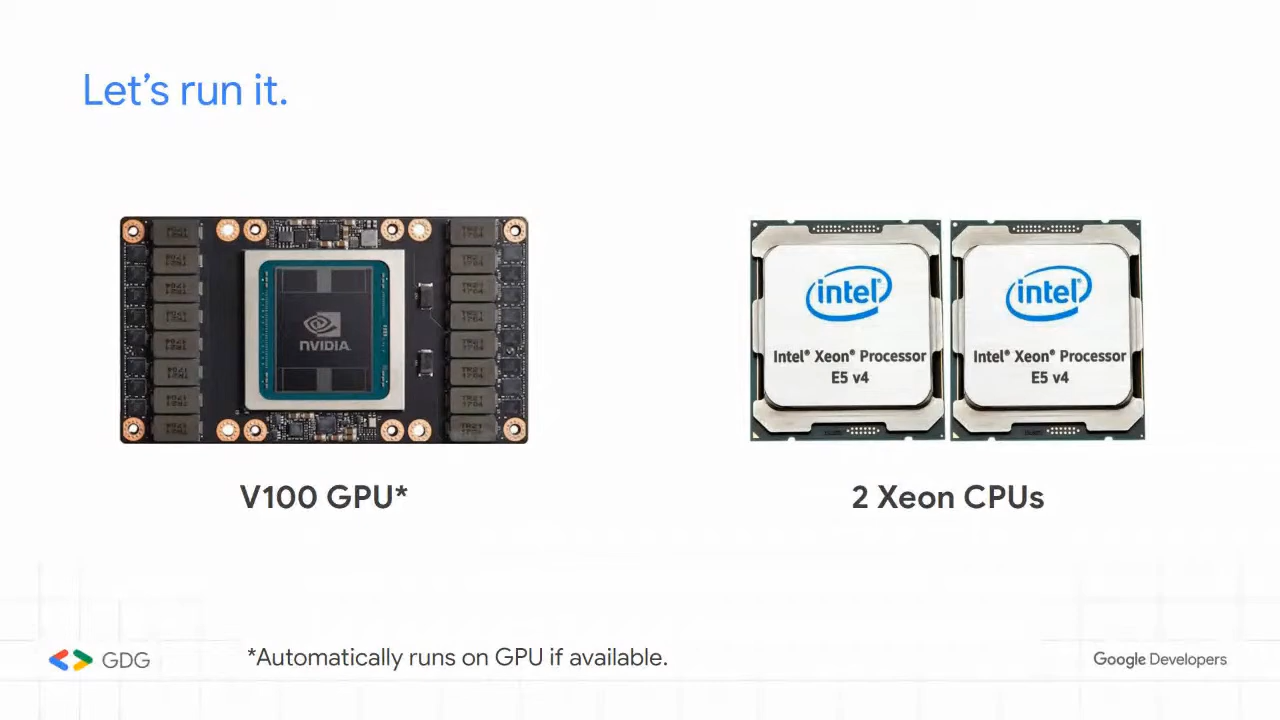 Let's run it.
NVIDIA
intel
Intel® Xeon® Processor
E5 v4
intel
Intel® Xeon® Processor
E5 v4
V100 GPU*
2 Xeon CPUs
*Automatically runs on GPU if available.
GDG
Google Developers